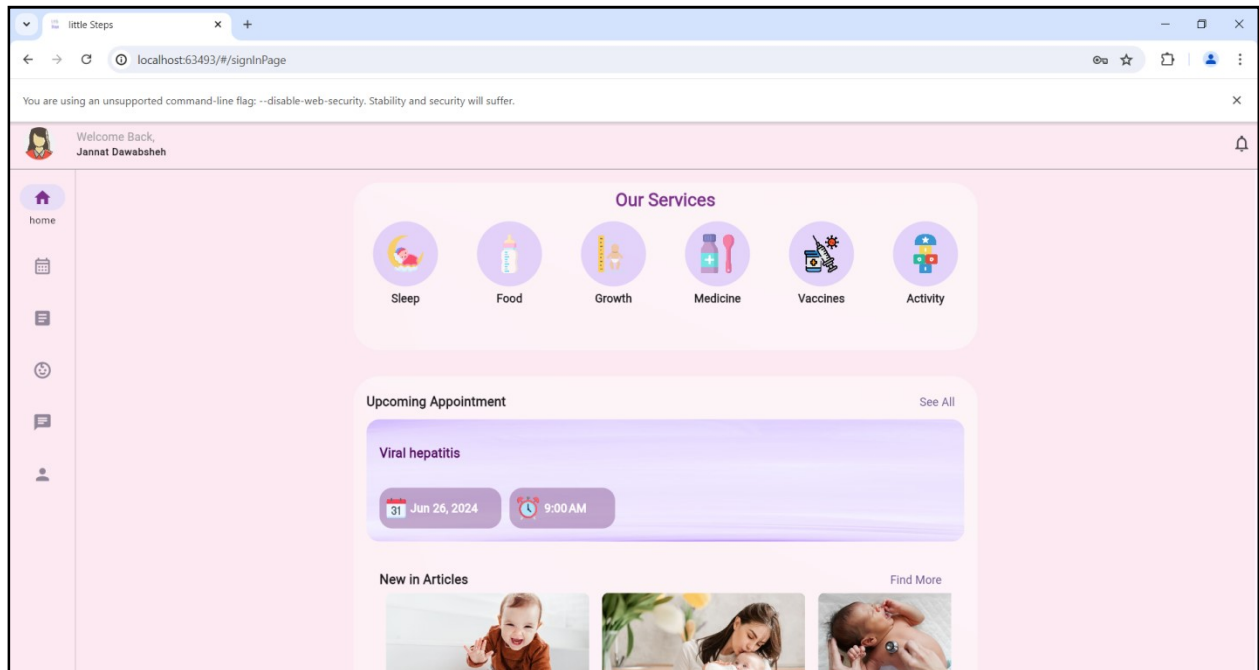 little Steps
localhost:63493/#/signInPage
You are using an unsupported command-line flag: --disable-web-security. Stability and security will suffer.
Welcome Back,
Jannat Dawabsheh
home
Our Services
Sleep Food Growth Medicine Vaccines Activity
Upcoming Appointment See All
Viral hepatitis
31 Jun 26, 2024 9:00 AM
New in Articles Find More